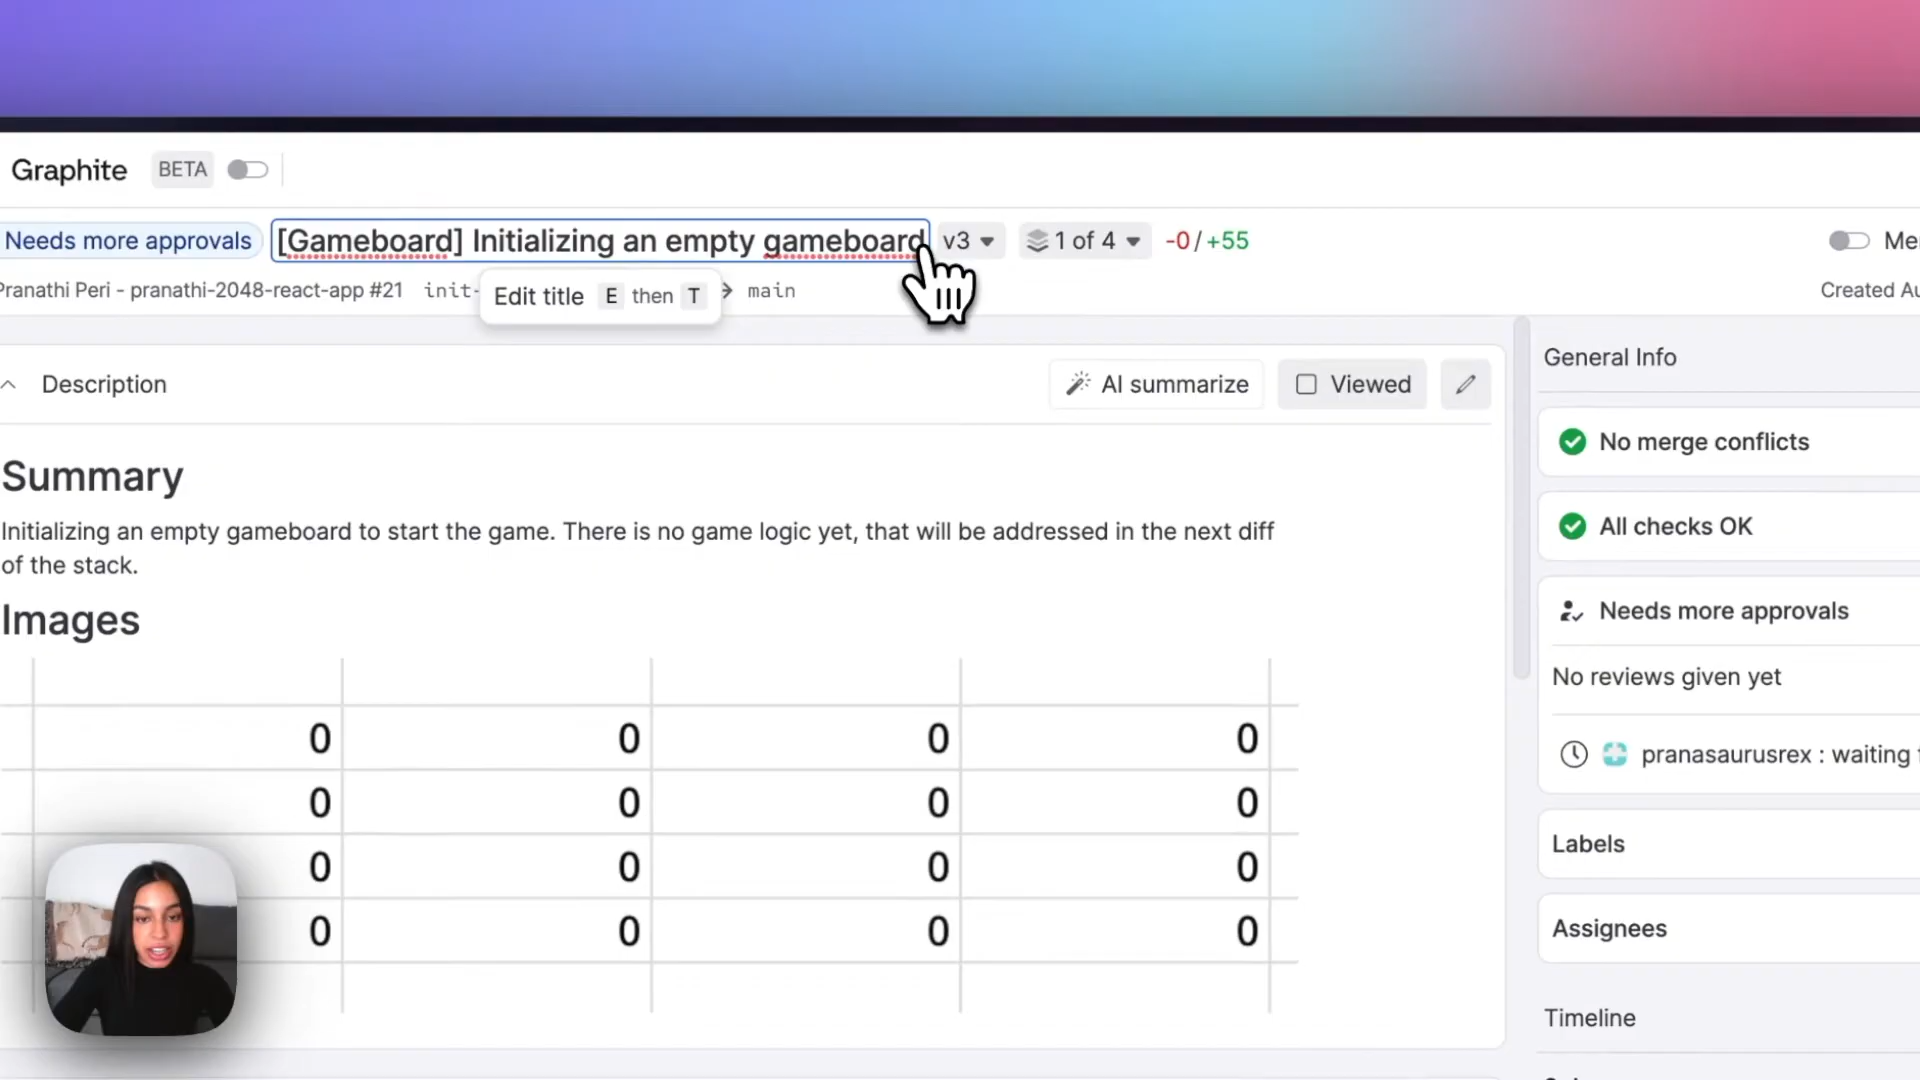 Graphite BETA
Needs more approvals [Gameboard] Initializing an empty gameboard v3 1 of 4 -0/+55
Pranathi Peri - pranathi-2048-react-app #21 init- main Created
Edit title E then T
Description AI summarize Viewed
Summary
Initializing an empty gameboard to start the game. There is no game logic yet, that will be addressed in the next diff
of the stack.
Images
0 0 0 0
0 0 0 0
0 0 0 0
0 0 0 0
General Info
No merge conflicts
All checks OK
Needs more approvals
No reviews given yet
pranasaurusrex : waiting
Labels
Assignees
Timeline